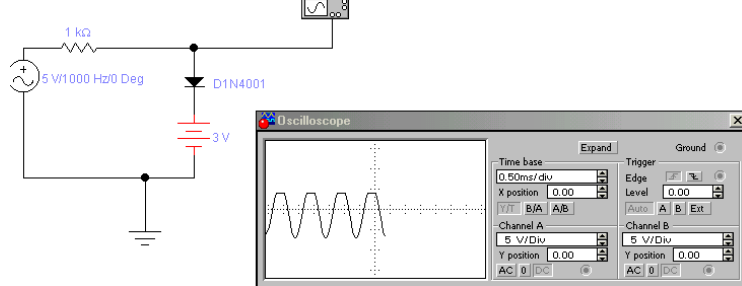 1 kΩ
5 V/1000 Hz/0 Deg
D1N4001
3 V
Oscilloscope
Expand
Ground
Time base
0.50ms/div
X position 0.00
Y/T B/A A/B
Trigger
Edge
Level 0.00
Auto A B Ext
Channel A
5 V/Div
Y position 0.00
AC 0 DC
Channel B
5 V/Div
Y position 0.00
AC 0 DC